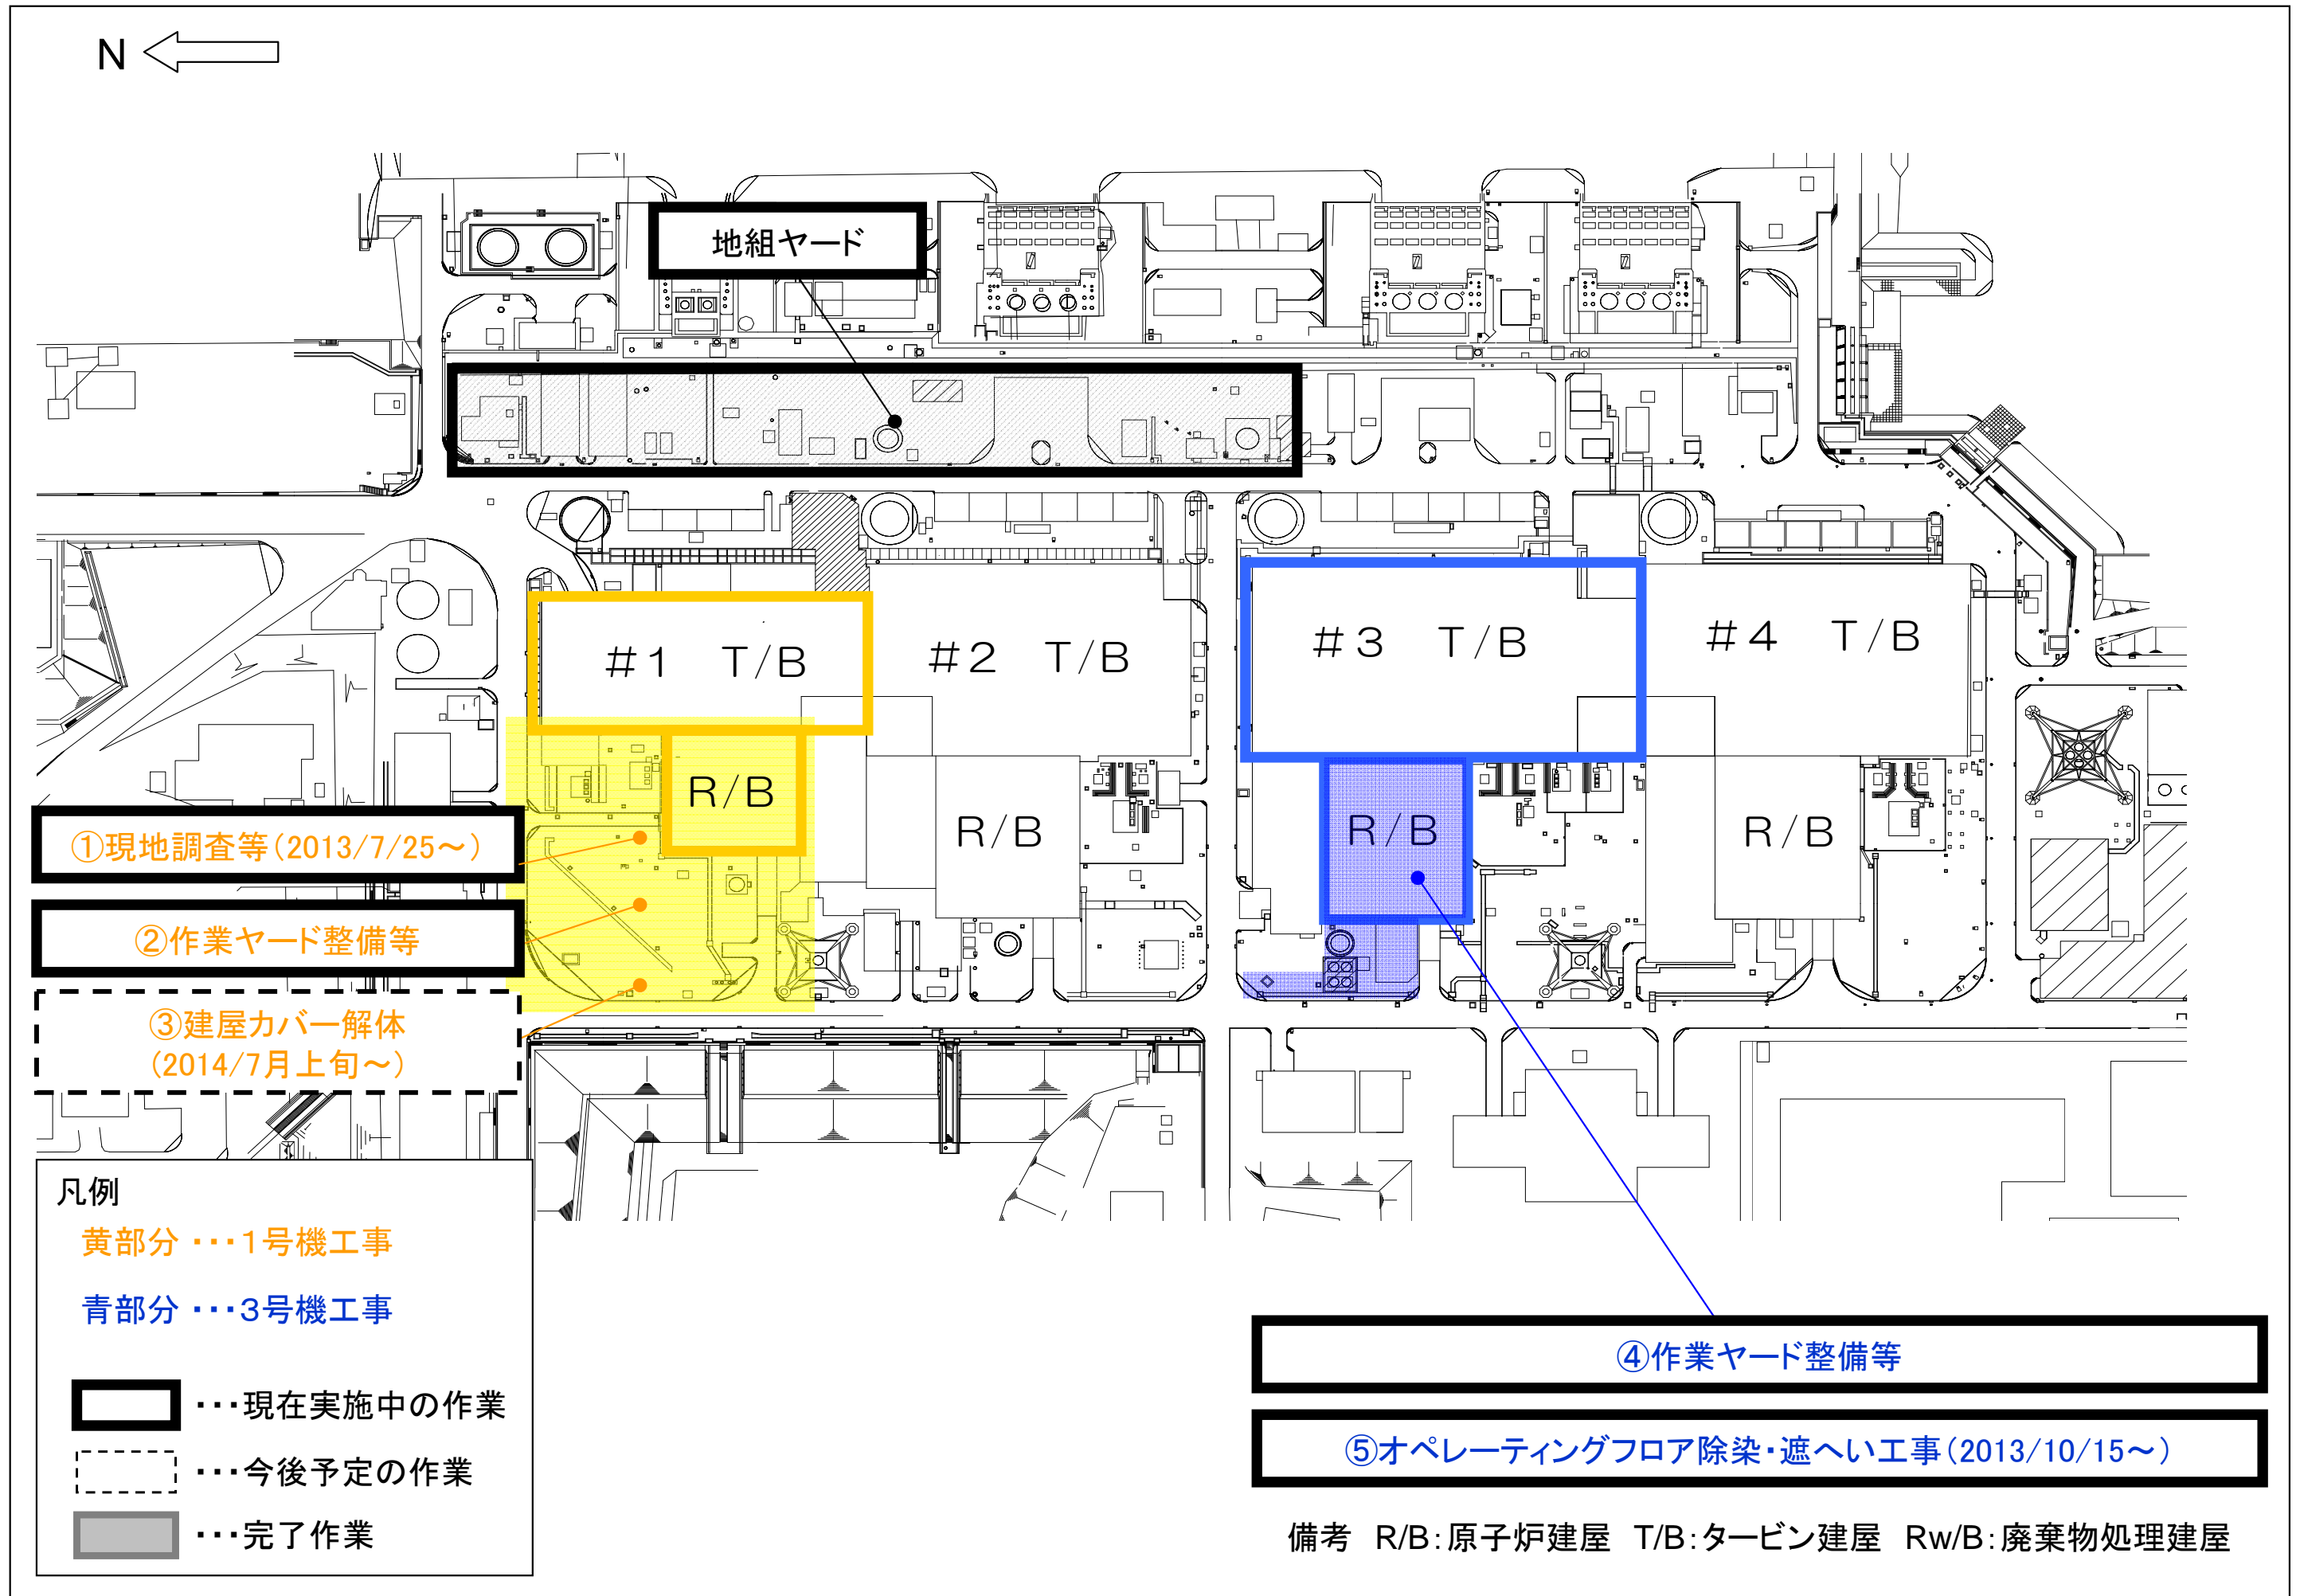 N
地組ヤード
#1 T/B
#2 T/B
#3 T/B
#4 T/B
R/B
R/B
R/B
R/B
①現地調査等(2013/7/25～)
②作業ヤード整備等
③建屋カバー解体
(2014/7月上旬～)
凡例
黄部分 ・・・1号機工事
青部分 ・・・3号機工事
・・・現在実施中の作業
・・・今後予定の作業
・・・完了作業
④作業ヤード整備等
⑤オペレーティングフロア除染・遮へい工事(2013/10/15～)
備考 R/B:原子炉建屋 T/B:タービン建屋 Rw/B:廃棄物処理建屋